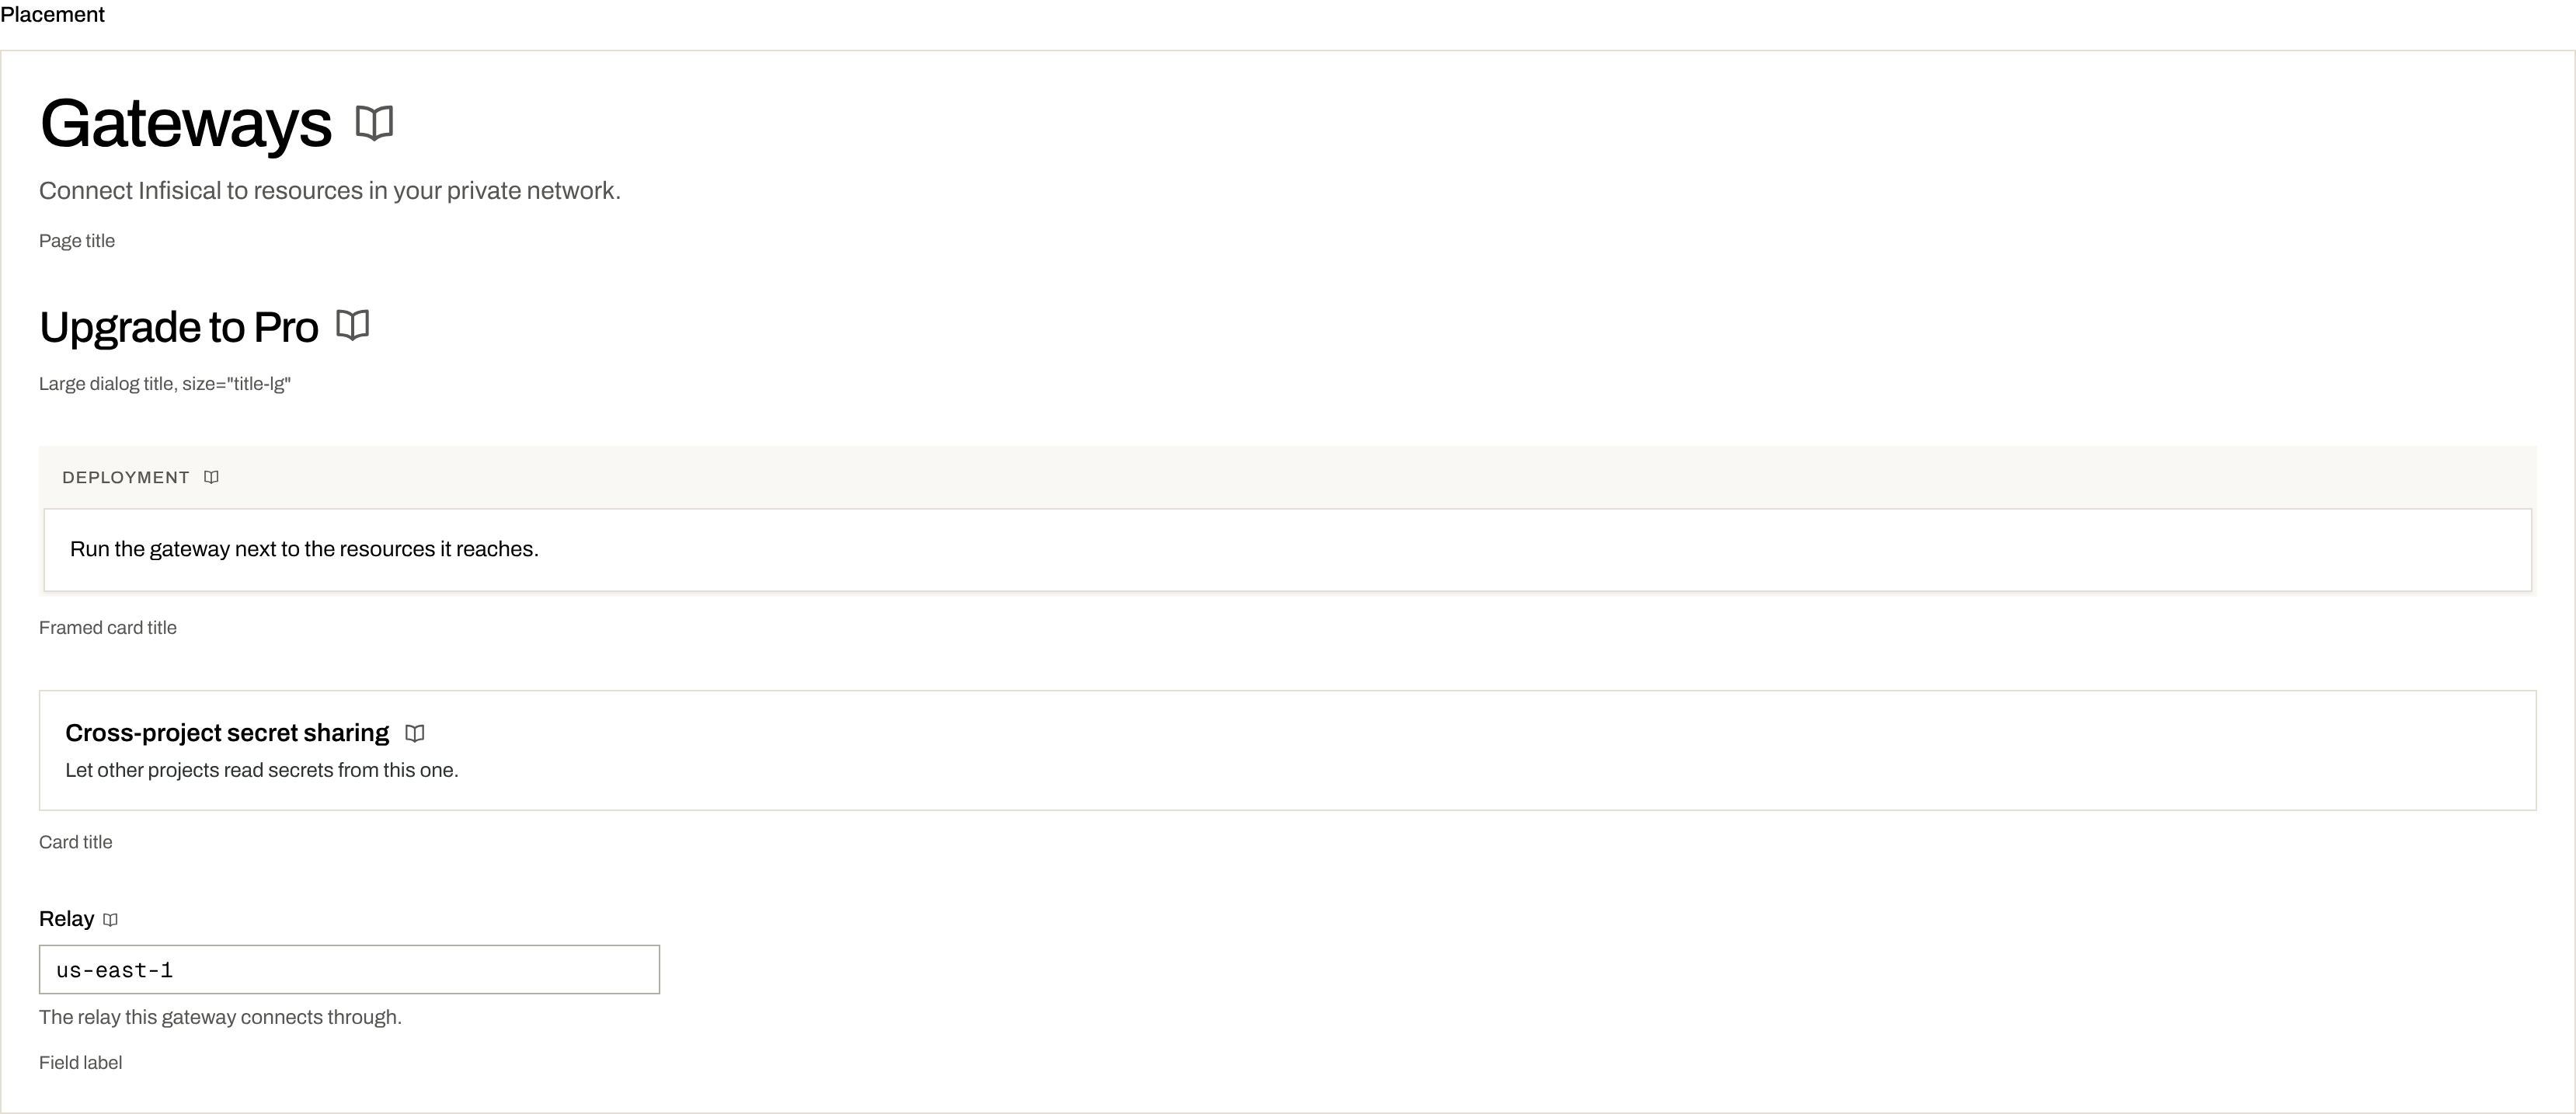 Placement
Gateways
Connect Infisical to resources in your private network.
Page title
Upgrade to Pro
Large dialog title, size="title-lg"
DEPLOYMENT
Run the gateway next to the resources it reaches.
Framed card title
Cross-project secret sharing
Let other projects read secrets from this one.
Card title
Relay
us-east-1
The relay this gateway connects through.
Field label